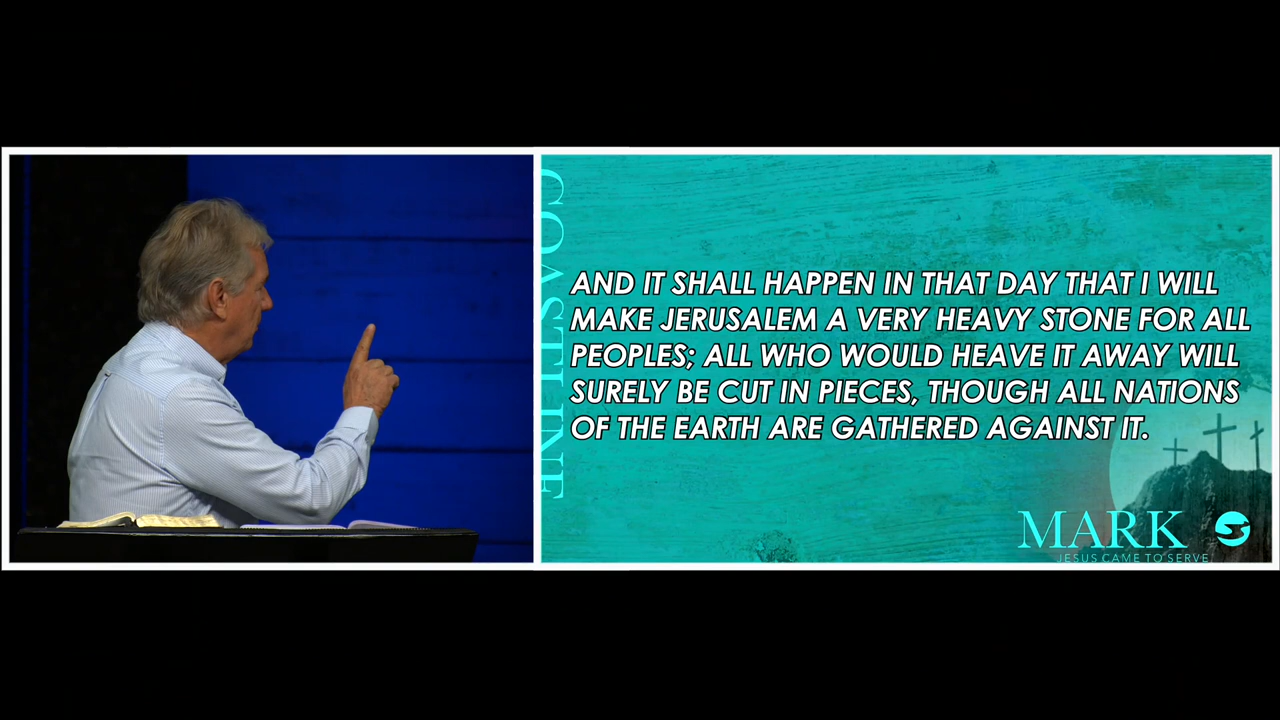 COASTLINE
AND IT SHALL HAPPEN IN THAT DAY THAT I WILL
MAKE JERUSALEM A VERY HEAVY STONE FOR ALL
PEOPLES; ALL WHO WOULD HEAVE IT AWAY WILL
SURELY BE CUT IN PIECES, THOUGH ALL NATIONS
OF THE EARTH ARE GATHERED AGAINST IT.
MARK
JESUS CAME TO SERVE